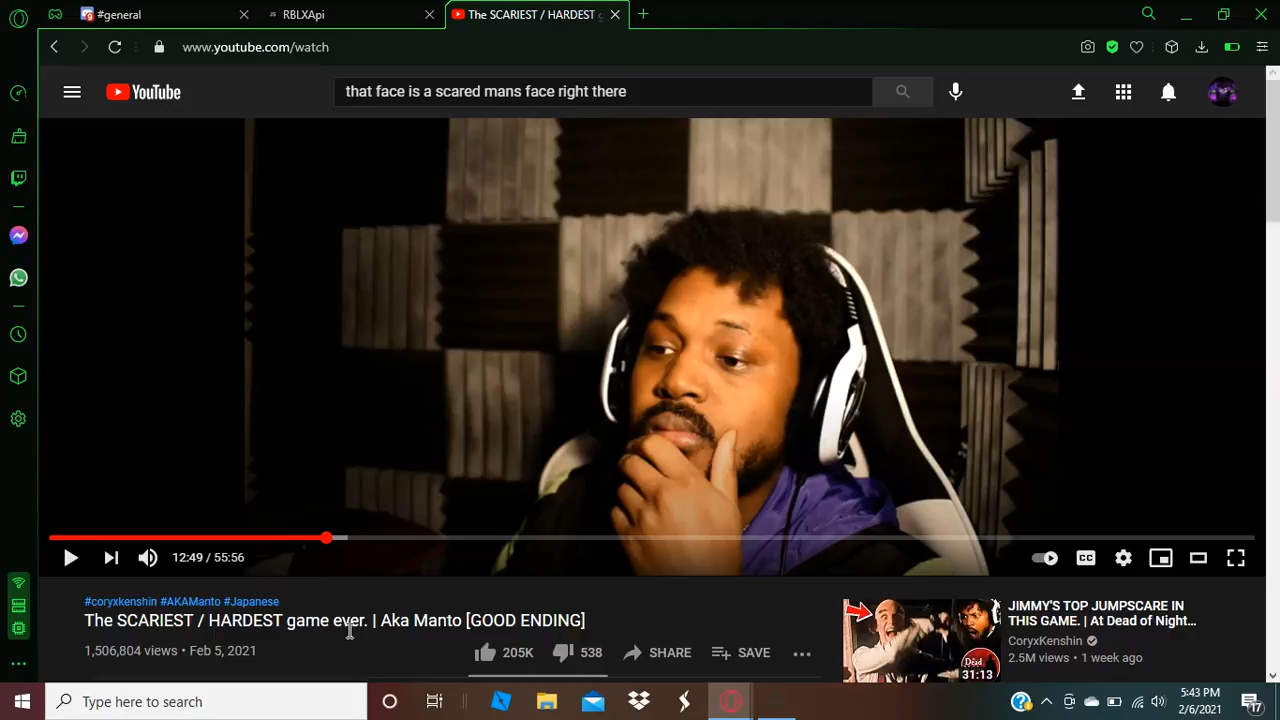 #general
RBLXApi
The SCARIEST / HARDEST g
www.youtube.com/watch
YouTube
that face is a scared mans face right there
12:49 / 55:56
CC
#coryxkenshin #AKAManto #Japanese
The SCARIEST / HARDEST game ever. | Aka Manto [GOOD ENDING]
1,506,804 views • Feb 5, 2021
205K
538
SHARE
SAVE
JIMMY'S TOP JUMPSCARE IN
THIS GAME. | At Dead of Night...
CoryxKenshin
2.5M views • 1 week ago
31:13
Type here to search
5:43 PM
2/6/2021
17